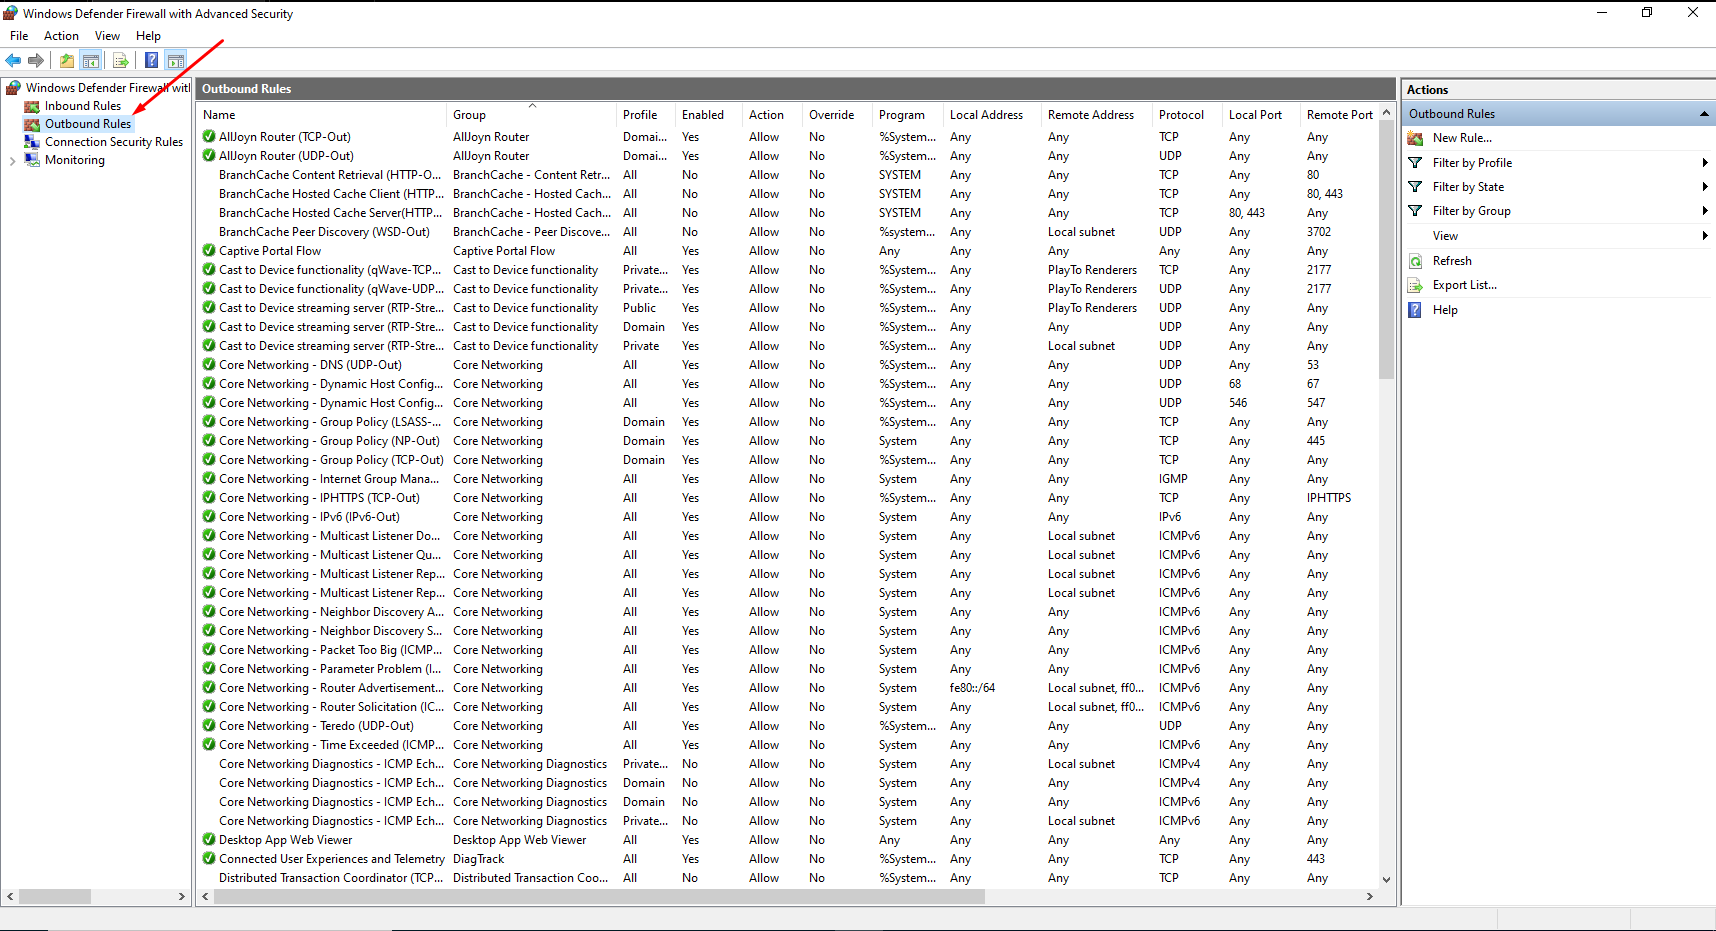 Windows Defender Firewall with Advanced Security
File Action View Help
Windows Defender Firewall with
Inbound Rules
Outbound Rules
Connection Security Rules
Monitoring
Outbound Rules
Name Group Profile Enabled Action Override Program Local Address Remote Address Protocol Local Port Remote Port
AllJoyn Router (TCP-Out) AllJoyn Router Domai... Yes Allow No %System... Any Any TCP Any Any
AllJoyn Router (UDP-Out) AllJoyn Router Domai... Yes Allow No %System... Any Any UDP Any Any
BranchCache Content Retrieval (HTTP-O... BranchCache - Content Retr... All No Allow No SYSTEM Any Any TCP Any 80
BranchCache Hosted Cache Client (HTTP... BranchCache - Hosted Cach... All No Allow No SYSTEM Any Any TCP Any 80, 443
BranchCache Hosted Cache Server(HTTP... BranchCache - Hosted Cach... All No Allow No SYSTEM Any Any TCP 80, 443 Any
BranchCache Peer Discovery (WSD-Out) BranchCache - Peer Discove... All No Allow No %system... Any Local subnet UDP Any 3702
Captive Portal Flow Captive Portal Flow All Yes Allow No Any Any Any Any Any Any
Cast to Device functionality (qWave-TCP... Cast to Device functionality Private... Yes Allow No %System... Any PlayTo Renderers TCP Any 2177
Cast to Device functionality (qWave-UDP... Cast to Device functionality Private... Yes Allow No %System... Any PlayTo Renderers UDP Any 2177
Cast to Device streaming server (RTP-Stre... Cast to Device functionality Public Yes Allow No %System... Any PlayTo Renderers UDP Any Any
Cast to Device streaming server (RTP-Stre... Cast to Device functionality Domain Yes Allow No %System... Any Any UDP Any Any
Cast to Device streaming server (RTP-Stre... Cast to Device functionality Private Yes Allow No %System... Any Local subnet UDP Any Any
Core Networking - DNS (UDP-Out) Core Networking All Yes Allow No %System... Any Any UDP Any 53
Core Networking - Dynamic Host Config... Core Networking All Yes Allow No %System... Any Any UDP 68 67
Core Networking - Dynamic Host Config... Core Networking All Yes Allow No %System... Any Any UDP 546 547
Core Networking - Group Policy (LSASS-... Core Networking Domain Yes Allow No %System... Any Any TCP Any Any
Core Networking - Group Policy (NP-Out) Core Networking Domain Yes Allow No System Any Any TCP Any 445
Core Networking - Group Policy (TCP-Out) Core Networking Domain Yes Allow No %System... Any Any TCP Any Any
Core Networking - Internet Group Mana... Core Networking All Yes Allow No System Any Any IGMP Any Any
Core Networking - IPHTTPS (TCP-Out) Core Networking All Yes Allow No %System... Any Any TCP Any IPHTTPS
Core Networking - IPv6 (IPv6-Out) Core Networking All Yes Allow No System Any Any IPv6 Any Any
Core Networking - Multicast Listener Do... Core Networking All Yes Allow No System Any Local subnet ICMPv6 Any Any
Core Networking - Multicast Listener Qu... Core Networking All Yes Allow No System Any Local subnet ICMPv6 Any Any
Core Networking - Multicast Listener Rep... Core Networking All Yes Allow No System Any Local subnet ICMPv6 Any Any
Core Networking - Multicast Listener Rep... Core Networking All Yes Allow No System Any Local subnet ICMPv6 Any Any
Core Networking - Neighbor Discovery A... Core Networking All Yes Allow No System Any Any ICMPv6 Any Any
Core Networking - Neighbor Discovery S... Core Networking All Yes Allow No System Any Any ICMPv6 Any Any
Core Networking - Packet Too Big (ICMP... Core Networking All Yes Allow No System Any Any ICMPv6 Any Any
Core Networking - Parameter Problem (I... Core Networking All Yes Allow No System Any Any ICMPv6 Any Any
Core Networking - Router Advertisement... Core Networking All Yes Allow No System fe80::/64 Local subnet, ff0... ICMPv6 Any Any
Core Networking - Router Solicitation (IC... Core Networking All Yes Allow No System Any Local subnet, ff0... ICMPv6 Any Any
Core Networking - Teredo (UDP-Out) Core Networking All Yes Allow No %System... Any Any UDP Any Any
Core Networking - Time Exceeded (ICMP... Core Networking All Yes Allow No System Any Any ICMPv6 Any Any
Core Networking Diagnostics - ICMP Ech... Core Networking Diagnostics Private... No Allow No System Any Local subnet ICMPv4 Any Any
Core Networking Diagnostics - ICMP Ech... Core Networking Diagnostics Domain No Allow No System Any Any ICMPv4 Any Any
Core Networking Diagnostics - ICMP Ech... Core Networking Diagnostics Domain No Allow No System Any Any ICMPv6 Any Any
Core Networking Diagnostics - ICMP Ech... Core Networking Diagnostics Private... No Allow No System Any Local subnet ICMPv6 Any Any
Desktop App Web Viewer Desktop App Web Viewer All Yes Allow No Any Any Any Any Any Any
Connected User Experiences and Telemetry DiagTrack All Yes Allow No %System... Any Any TCP Any 443
Distributed Transaction Coordinator (TCP... Distributed Transaction Coo... All No Allow No %System... Any Any TCP Any Any
Actions
Outbound Rules
New Rule...
Filter by Profile
Filter by State
Filter by Group
View
Refresh
Export List...
Help